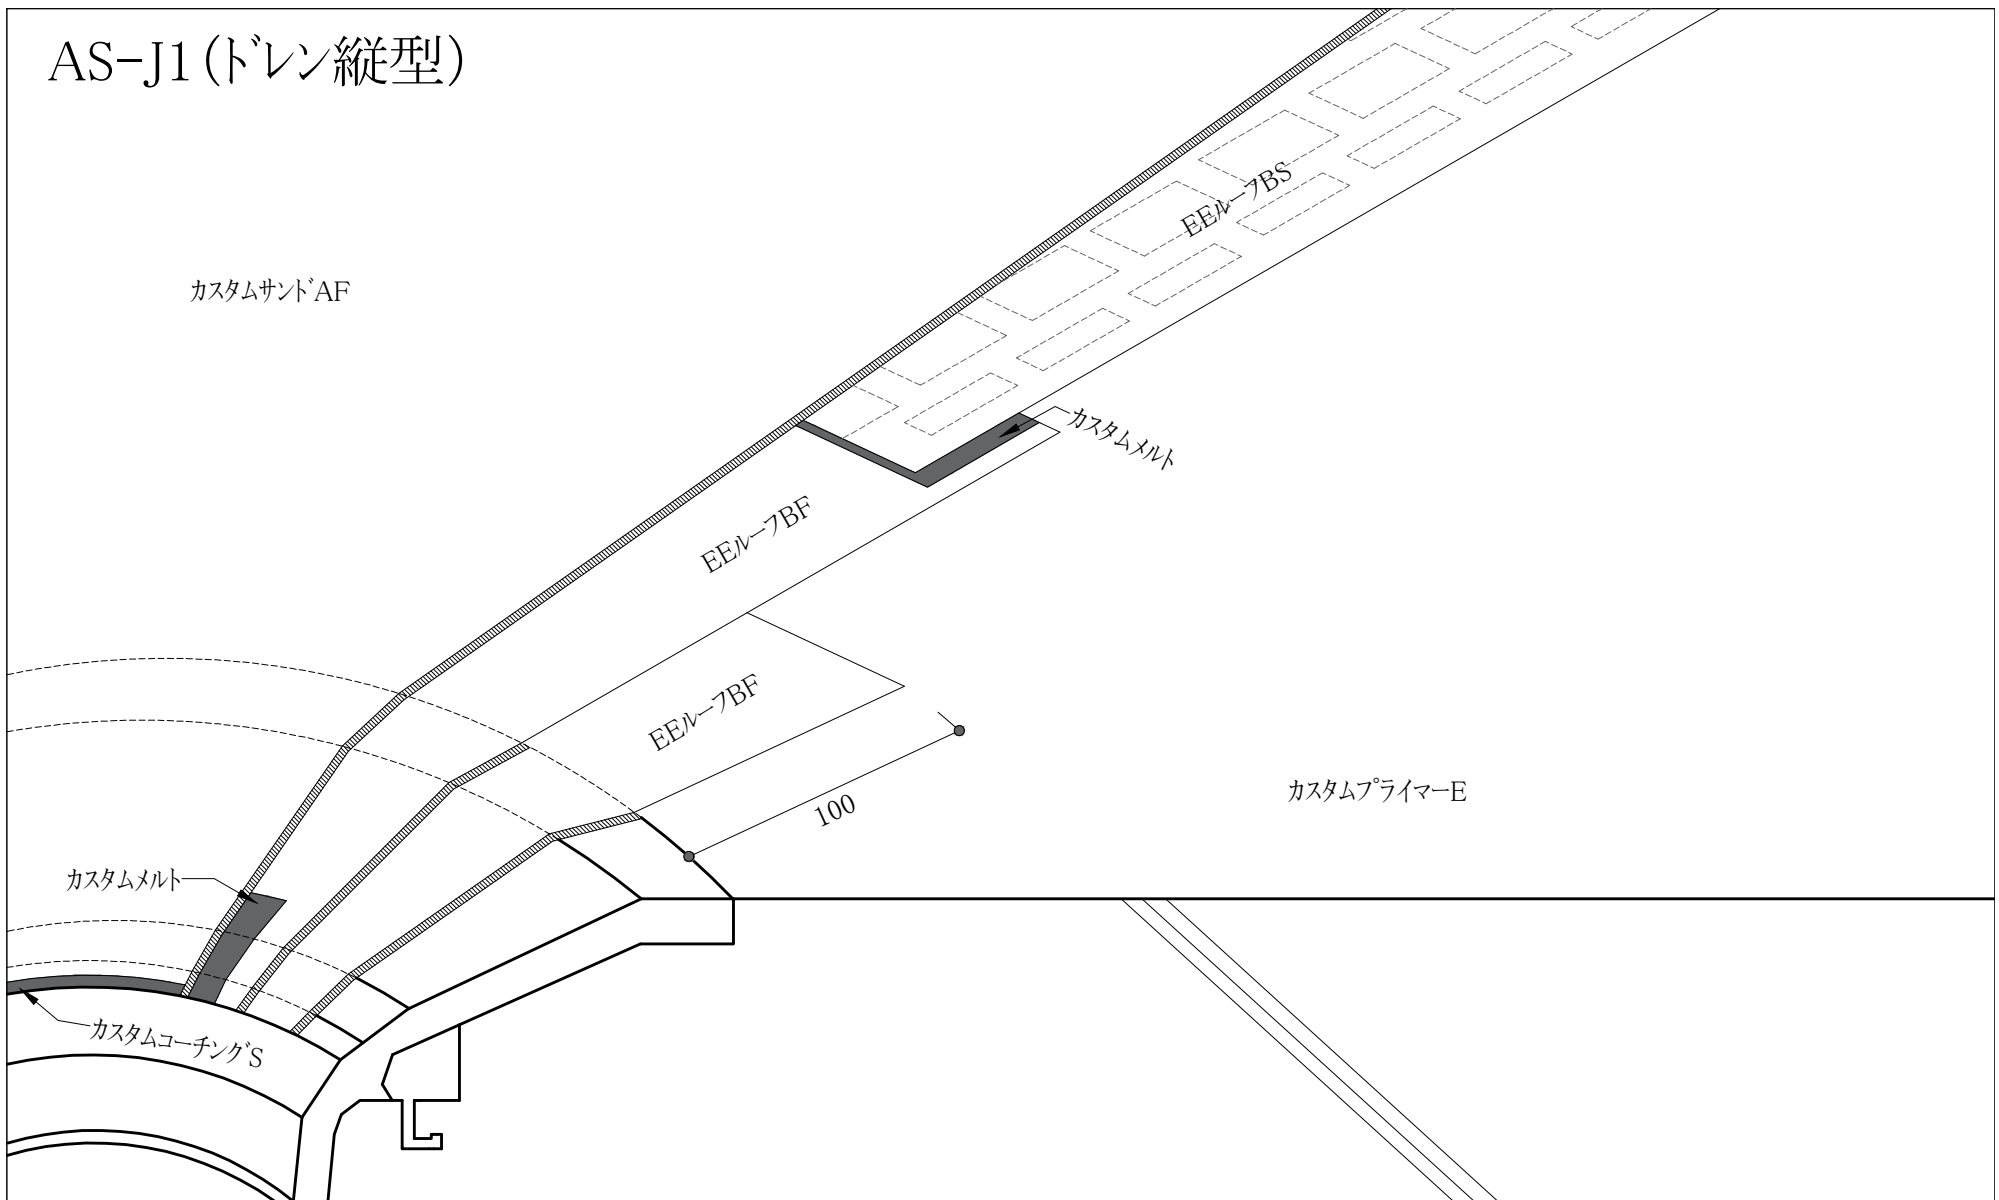 AS-J1(ドレン縦型)
EEルーフBS
カスタムサンドAF
カスタムメルト
EEルーフBF
EEルーフBF
カスタムプライマーE
100
カスタムメルト
カスタムコーチングS